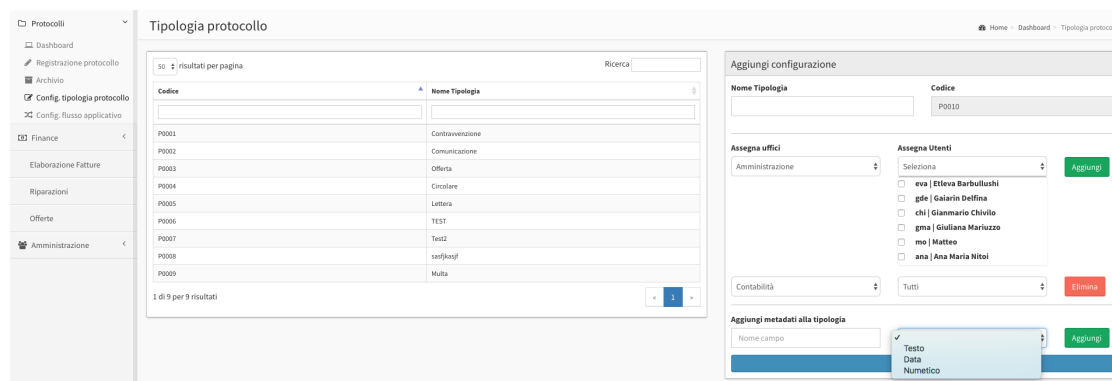 Protocolli
Dashboard
Registrazione protocollo
Archivio
Config. tipologia protocollo
Config. flusso applicativo
Finance
Elaborazione Fatture
Riparazioni
Offerte
Amministrazione
Tipologia protocollo
Home > Dashboard > Tipologia protoco
50 risultati per pagina
Ricerca
Codice Nome Tipologia
P0001 Contravvenzione
P0002 Comunicazione
P0003 Offerta
P0004 Circolare
P0005 Lettera
P0006 TEST
P0007 Test2
P0008 sasfjkasjf
P0009 Multa
1 di 9 per 9 risultati
« 1 »
Aggiungi configurazione
Nome Tipologia Codice
P0010
Assegna uffici Assegna Utenti
Amministrazione Seleziona Aggiungi
eva | Etleva Barbullushi
gde | Gaiarin Delfina
chi | Gianmario Chivilo
gma | Giuliana Mariuzzo
mo | Matteo
ana | Ana Maria Nitoi
Contabilità Tutti Elimina
Aggiungi metadati alla tipologia
Nome campo Aggiungi
Testo
Data
Numetico